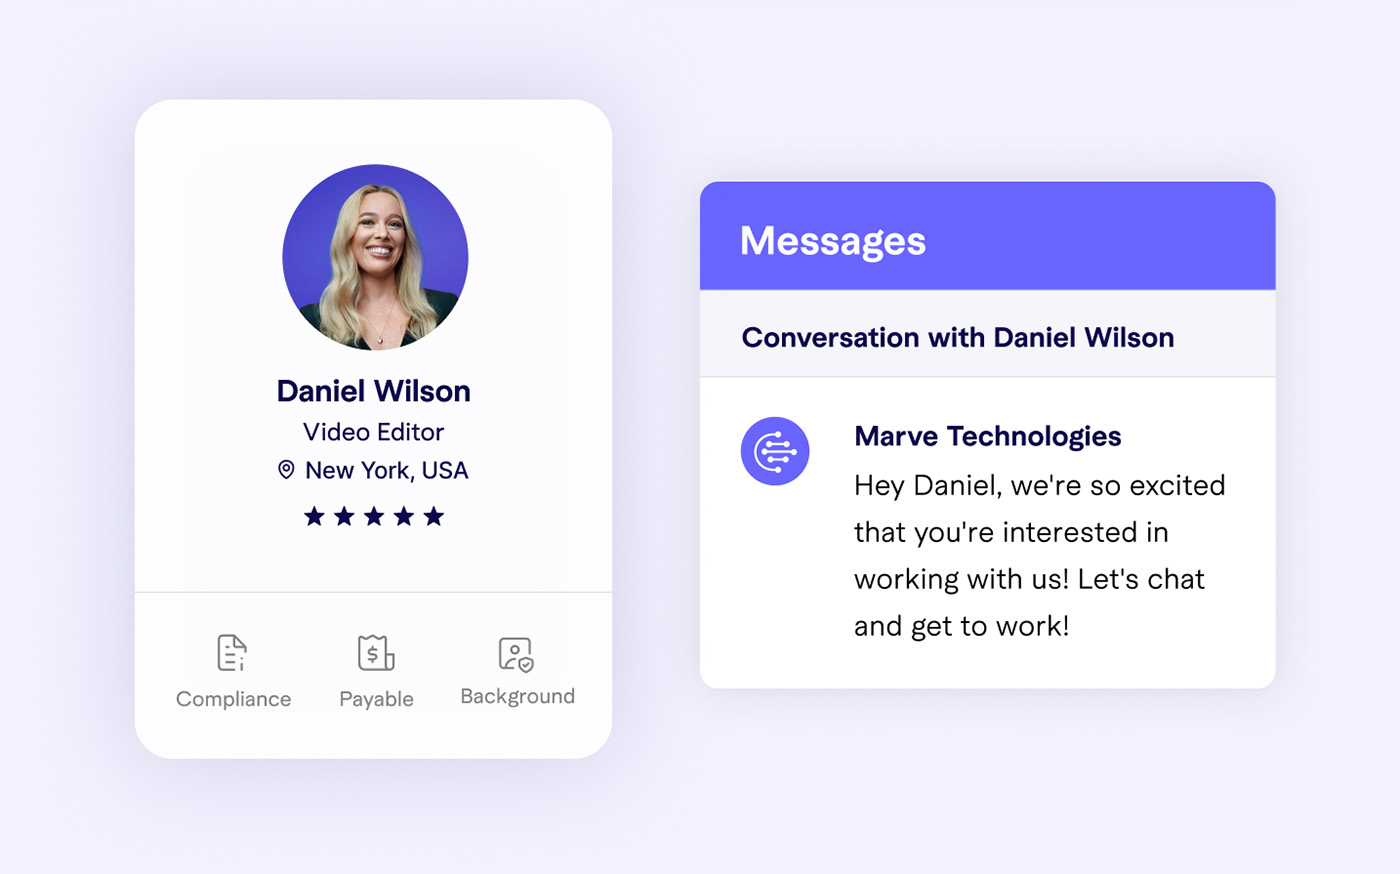 Daniel Wilson
Video Editor
New York, USA
Compliance
Payable
Background
Messages
Conversation with Daniel Wilson
Marve Technologies
Hey Daniel, we're so excited
that you're interested in
working with us! Let's chat
and get to work!